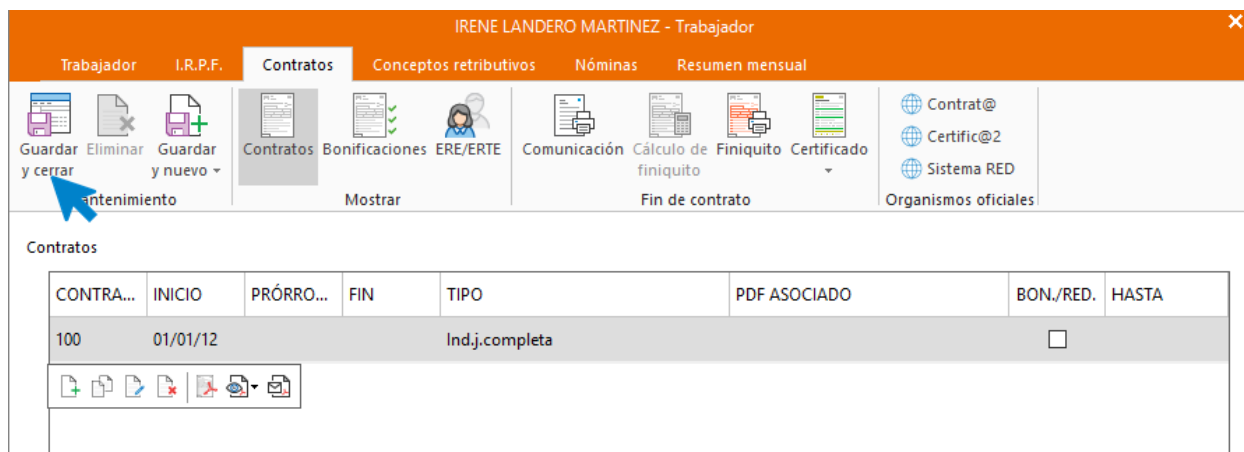 IRENE LANDERO MARTINEZ - Trabajador
Trabajador I.R.P.F. Contratos Conceptos retributivos Nóminas Resumen mensual
Guardar y cerrar Eliminar Guardar y nuevo
Contratos Bonificaciones ERE/ERTE
Comunicación Cálculo de finiquito Finiquito Certificado
Contrat@
Certific@2
Sistema RED
antenimiento Mostrar Fin de contrato Organismos oficiales
Contratos
CONTRA... INICIO PRÓRRO... FIN TIPO PDF ASOCIADO BON./RED. HASTA
100 01/01/12 Ind.j.completa